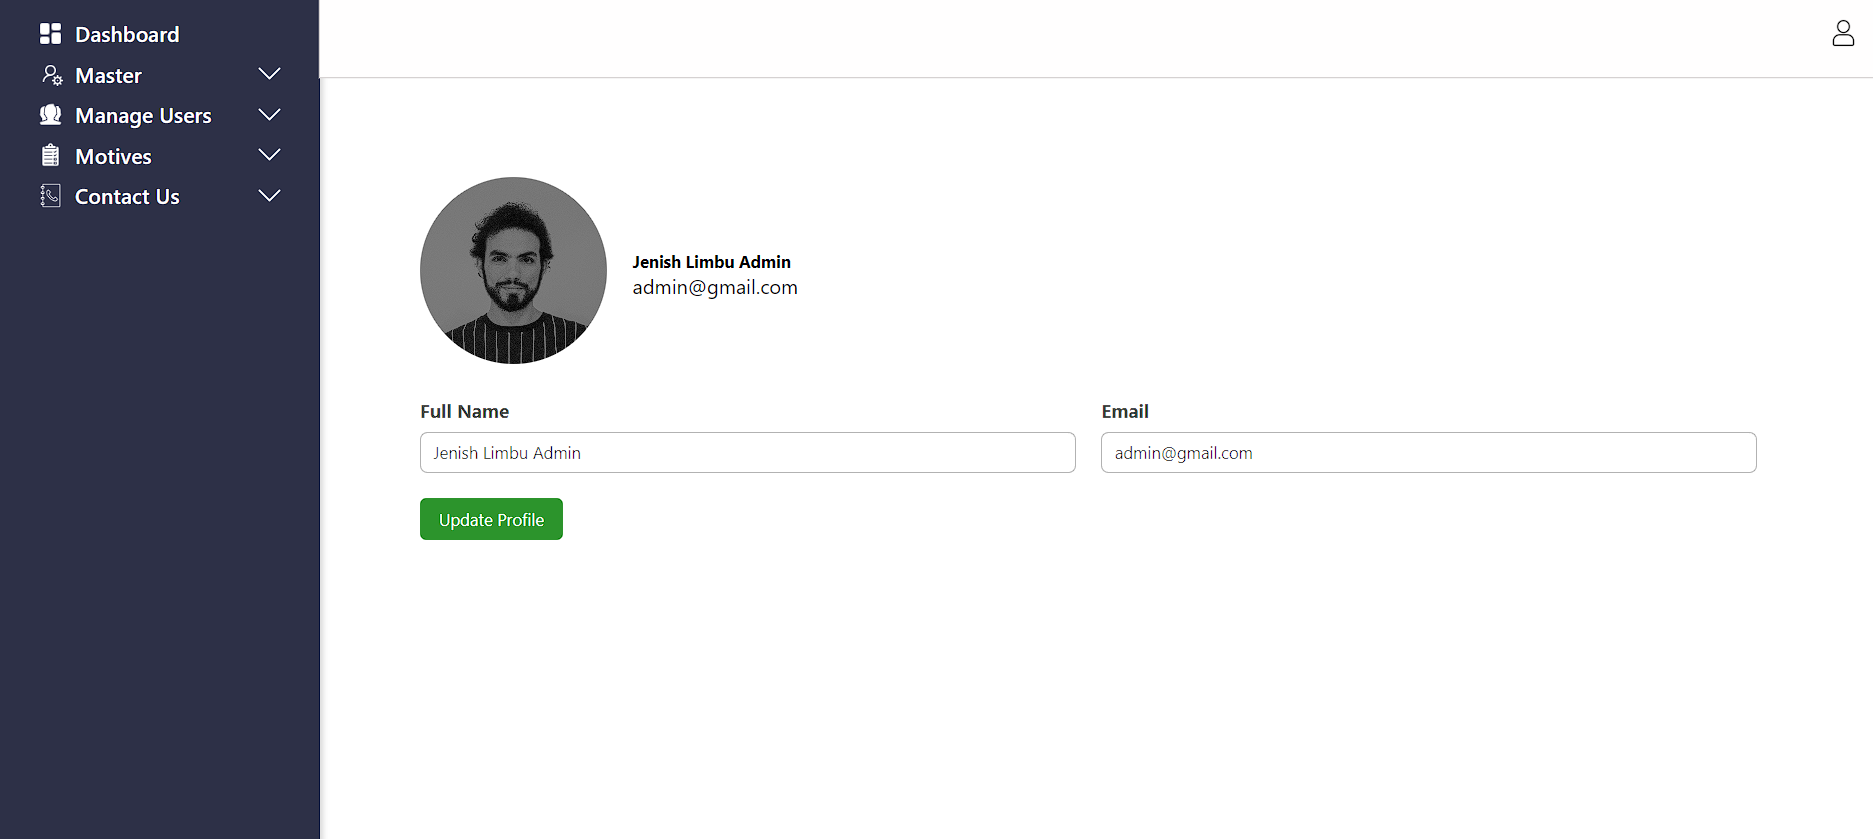 Dashboard
Master
Manage Users
Motives
Contact Us
Jenish Limbu Admin
admin@gmail.com
Full Name
Email
Jenish Limbu Admin
admin@gmail.com
Update Profile